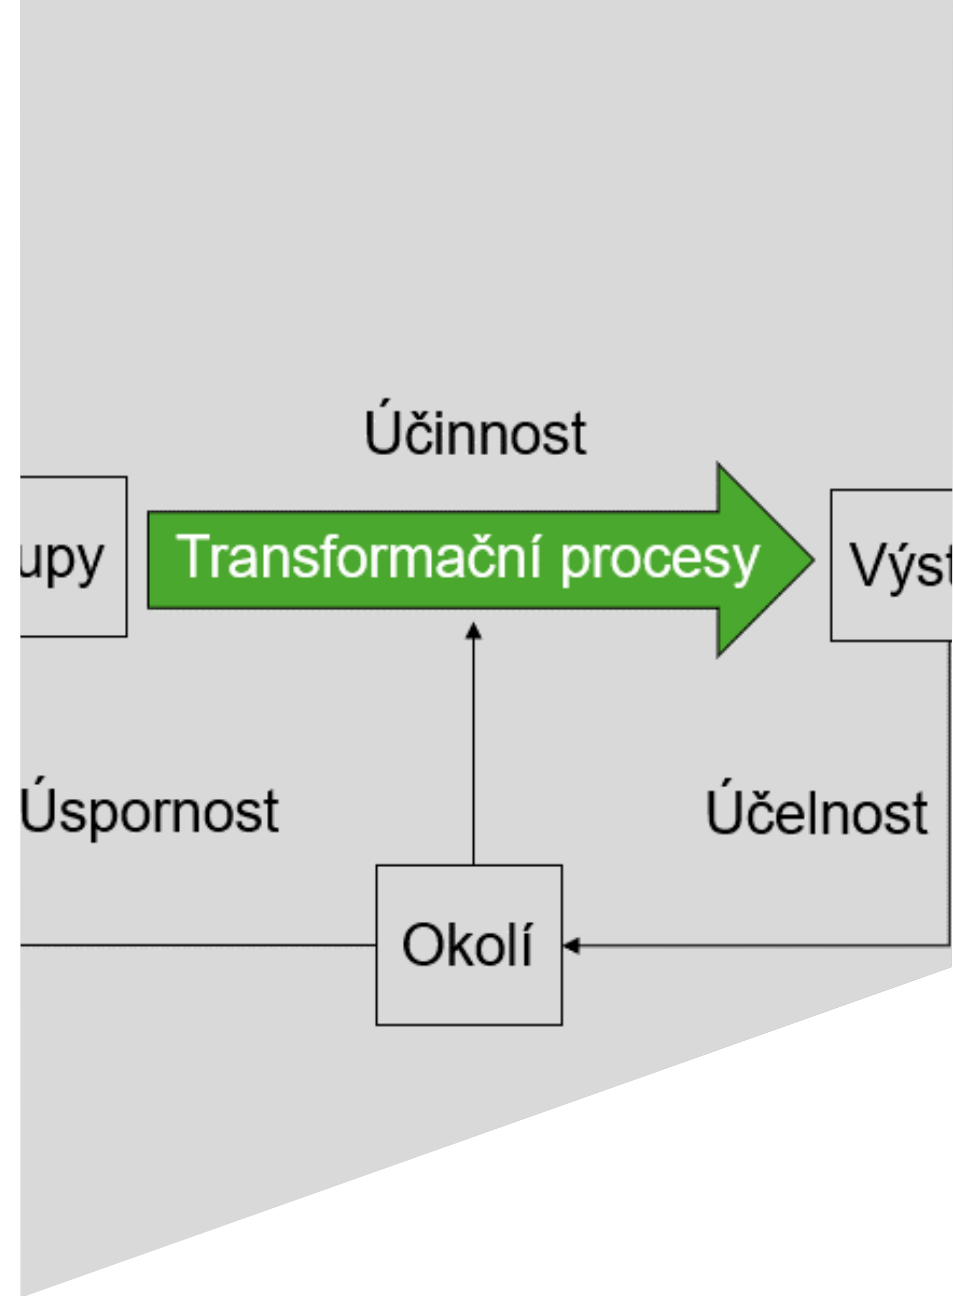 Účinnost
upy
Transformační procesy
Výst
Úspornost
Účelnost
Okolí